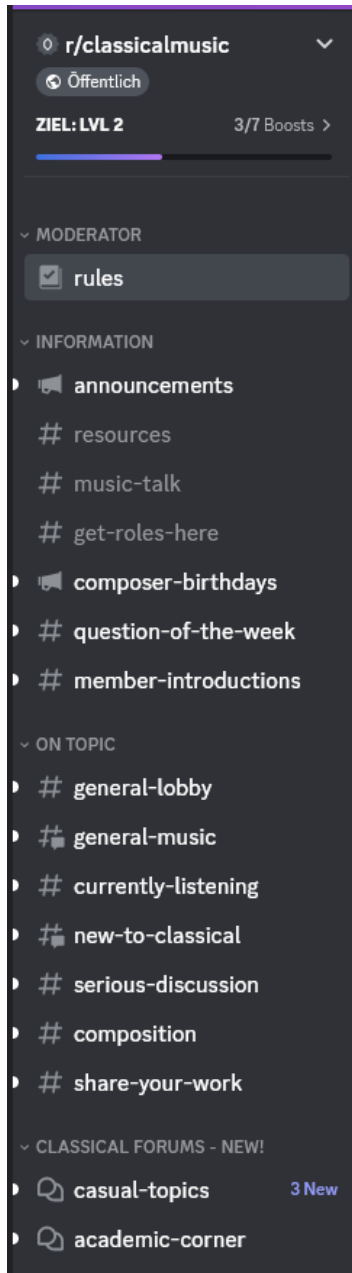 r/classicalmusic
Öffentlich
ZIEL: LVL 2 3/7 Boosts >
MODERATOR
rules
INFORMATION
announcements
resources
music-talk
get-roles-here
composer-birthdays
question-of-the-week
member-introductions
ON TOPIC
general-lobby
general-music
currently-listening
new-to-classical
serious-discussion
composition
share-your-work
CLASSICAL FORUMS - NEW!
casual-topics 3 New
academic-corner